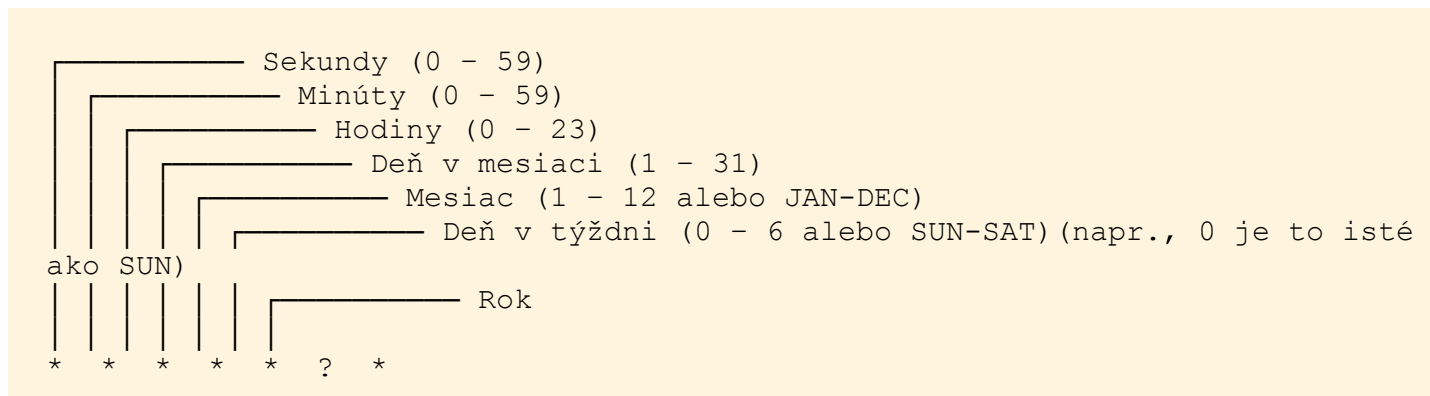 Sekundy (0 – 59)
Minúty (0 – 59)
Hodiny (0 – 23)
Deň v mesiaci (1 – 31)
Mesiac (1 – 12 alebo JAN-DEC)
Deň v týždni (0 – 6 alebo SUN-SAT)(napr., 0 je to isté
ako SUN)
Rok
* * * * * ? *